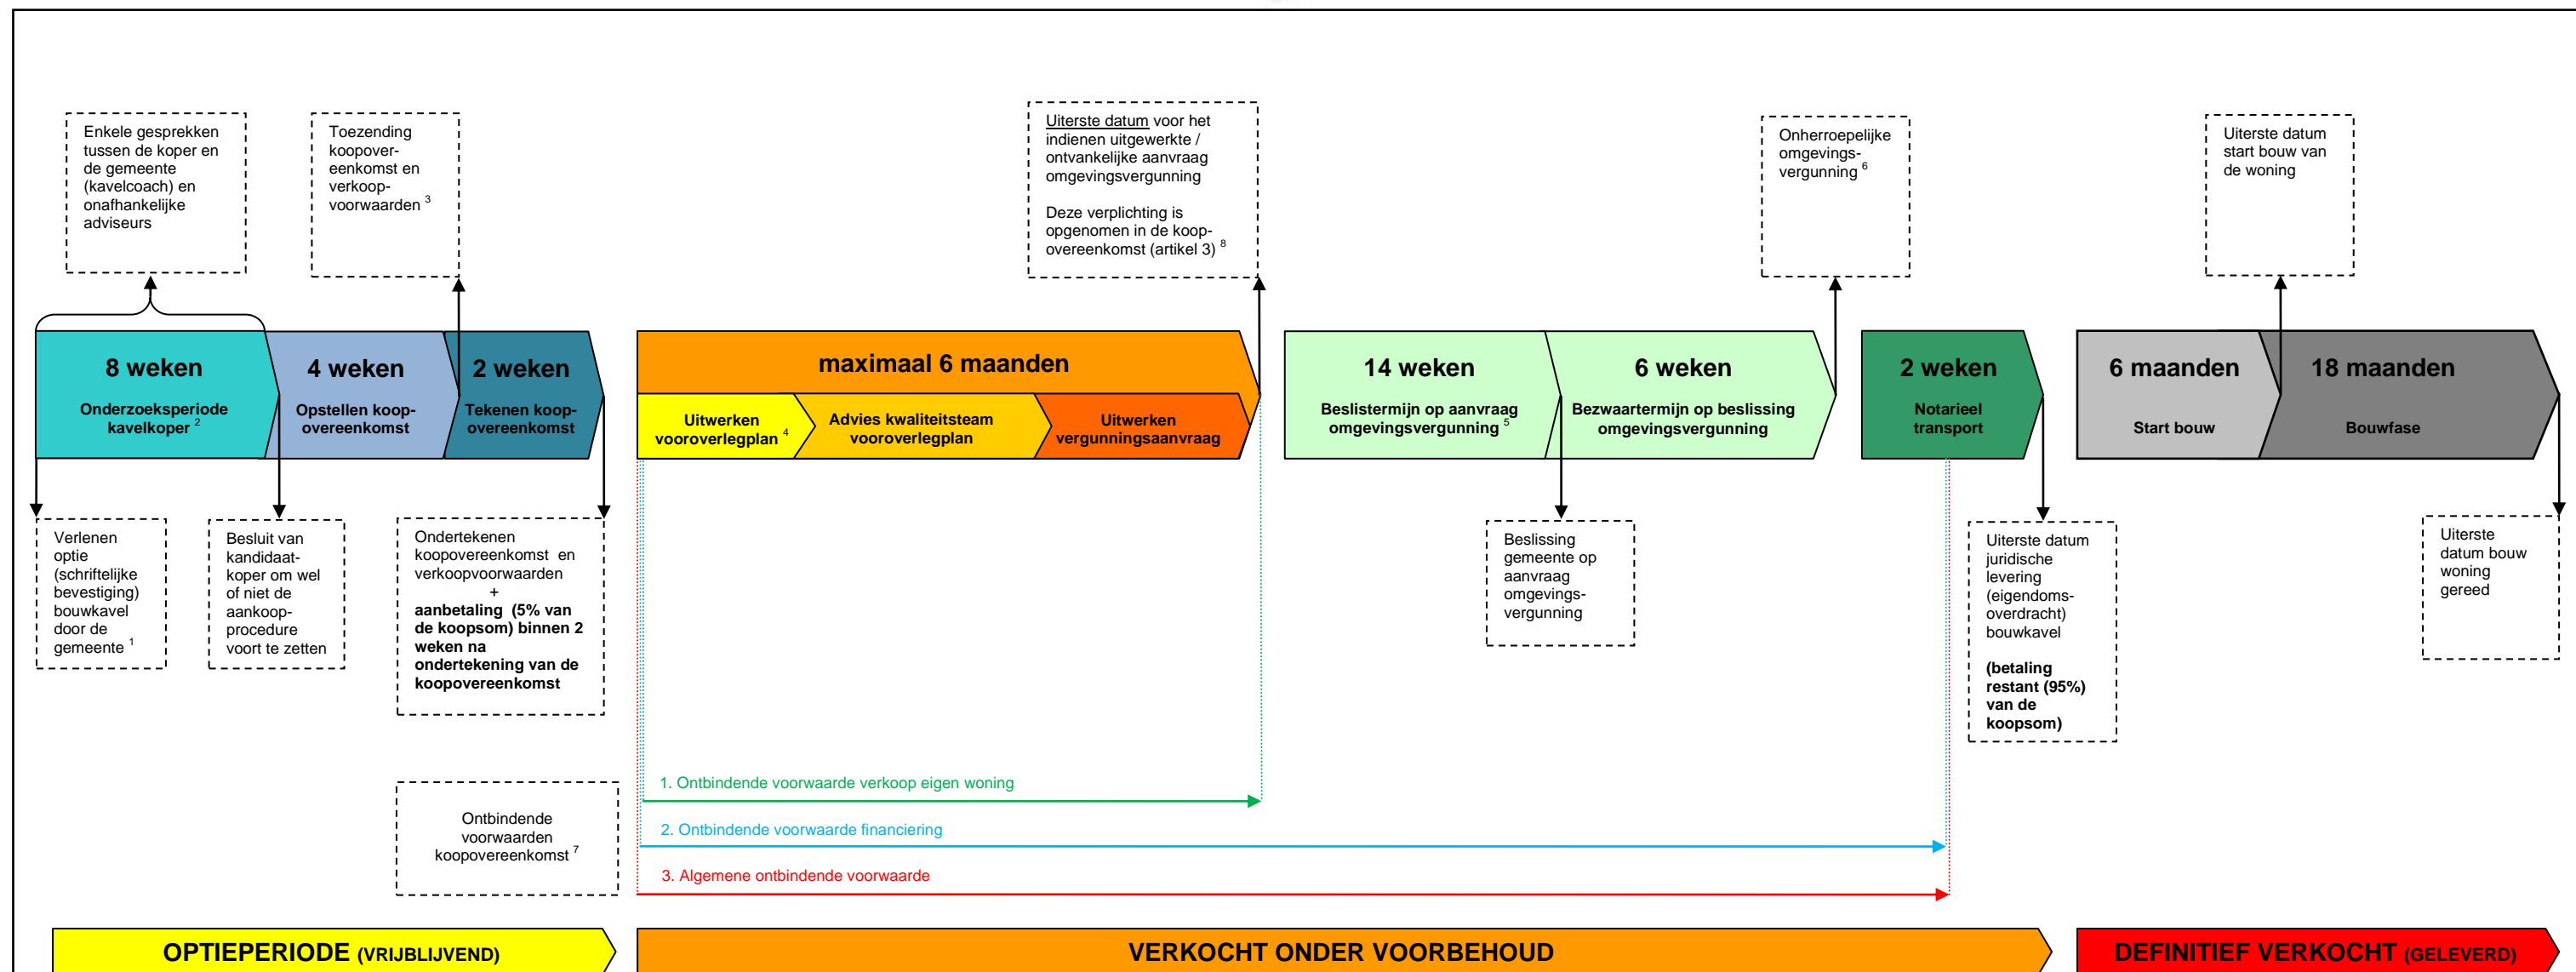 Enkele gesprekken
tussen de koper en
de gemeente
(kavelcoach) en
onafhankelijke
adviseurs
Toezending
koopover-
eenkomst en
verkoop-
voorwaarden 3
Uiterste datum voor het
indienen uitgewerkte /
ontvankelijke aanvraag
omgevingsvergunning
Deze verplichting is
opgenomen in de koop-
overeenkomst (artikel 3) 8
Onherroepelijke
omgevings-
vergunning 6
Uiterste datum
start bouw van
de woning
8 weken
Onderzoeksperiode
kavelkoper 2
4 weken
Opstellen koop-
overeenkomst
2 weken
Tekenen koop-
overeenkomst
maximaal 6 maanden
Uitwerken
vooroverlegplan 4
Advies kwaliteitsteam
vooroverlegplan
Uitwerken
vergunningsaanvraag
14 weken
Beslistermijn op aanvraag
omgevingsvergunning 5
6 weken
Bezwaartermijn op beslissing
omgevingsvergunning
2 weken
Notarieel
transport
6 maanden
Start bouw
18 maanden
Bouwfase
Verlenen
optie
(schriftelijke
bevestiging)
bouwkavel
door de
gemeente 1
Besluit van
kandidaat-
koper om wel
of niet de
aankoop-
procedure
voort te zetten
Ondertekenen
koopovereenkomst en
verkoopvoorwaarden
+
aanbetaling (5% van
de koopsom) binnen 2
weken na
ondertekening van de
koopovereenkomst
Beslissing
gemeente op
aanvraag
omgevings-
vergunning
Uiterste datum
juridische
levering
(eigendoms-
overdracht)
bouwkavel
(betaling
restant (95%)
van de
koopsom)
Uiterste
datum bouw
woning
gereed
Ontbindende
voorwaarden
koopovereenkomst 7
1. Ontbindende voorwaarde verkoop eigen woning
2. Ontbindende voorwaarde financiering
3. Algemene ontbindende voorwaarde
OPTIEPERIODE (VRIJBLIJVEND)
VERKOCHT ONDER VOORBEHOUD
DEFINITIEF VERKOCHT (GELEVERD)